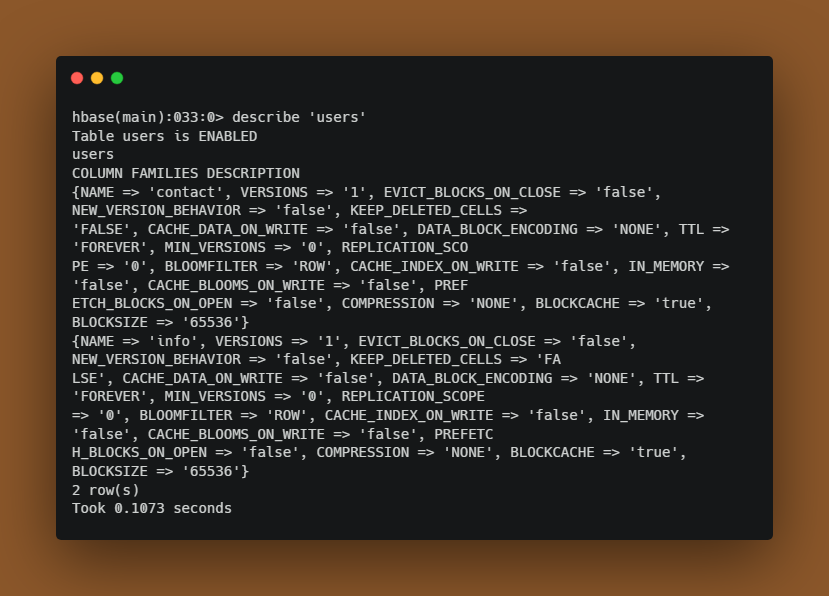 hbase(main):033:0> describe 'users'
Table users is ENABLED
users
COLUMN FAMILIES DESCRIPTION
{NAME => 'contact', VERSIONS => '1', EVICT_BLOCKS_ON_CLOSE => 'false',
NEW_VERSION_BEHAVIOR => 'false', KEEP_DELETED_CELLS =>
'FALSE', CACHE_DATA_ON_WRITE => 'false', DATA_BLOCK_ENCODING => 'NONE', TTL =>
'FOREVER', MIN_VERSIONS => '0', REPLICATION_SCO
PE => '0', BLOOMFILTER => 'ROW', CACHE_INDEX_ON_WRITE => 'false', IN_MEMORY =>
'false', CACHE_BLOOMS_ON_WRITE => 'false', PREF
ETCH_BLOCKS_ON_OPEN => 'false', COMPRESSION => 'NONE', BLOCKCACHE => 'true',
BLOCKSIZE => '65536'}
{NAME => 'info', VERSIONS => '1', EVICT_BLOCKS_ON_CLOSE => 'false',
NEW_VERSION_BEHAVIOR => 'false', KEEP_DELETED_CELLS => 'FA
LSE', CACHE_DATA_ON_WRITE => 'false', DATA_BLOCK_ENCODING => 'NONE', TTL =>
'FOREVER', MIN_VERSIONS => '0', REPLICATION_SCOPE
=> '0', BLOOMFILTER => 'ROW', CACHE_INDEX_ON_WRITE => 'false', IN_MEMORY =>
'false', CACHE_BLOOMS_ON_WRITE => 'false', PREFETC
H_BLOCKS_ON_OPEN => 'false', COMPRESSION => 'NONE', BLOCKCACHE => 'true',
BLOCKSIZE => '65536'}
2 row(s)
Took 0.1073 seconds